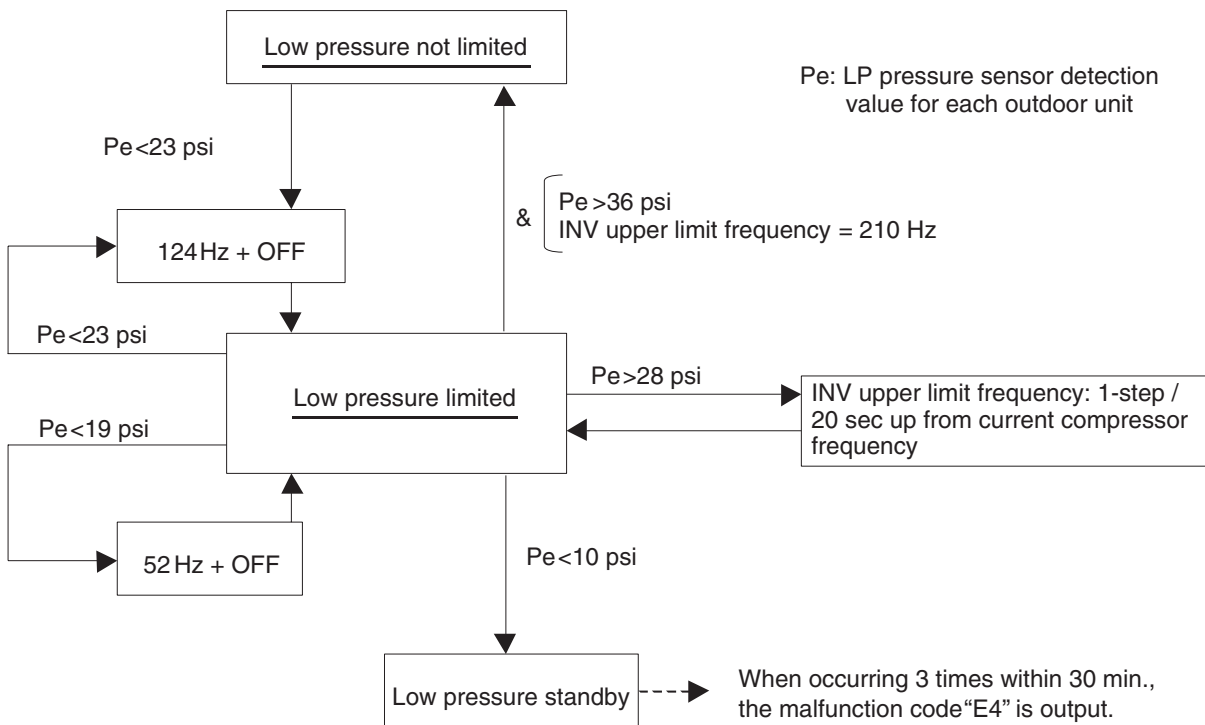 Low pressure not limited
Pe: LP pressure sensor detection
value for each outdoor unit
Pe<23 psi
&
Pe>36 psi
INV upper limit frequency = 210 Hz
124Hz + OFF
Pe<23 psi
Low pressure limited
Pe>28 psi
INV upper limit frequency: 1-step /
20 sec up from current compressor
frequency
Pe<19 psi
52Hz + OFF
Pe<10 psi
Low pressure standby
When occurring 3 times within 30 min.,
the malfunction code “E4” is output.